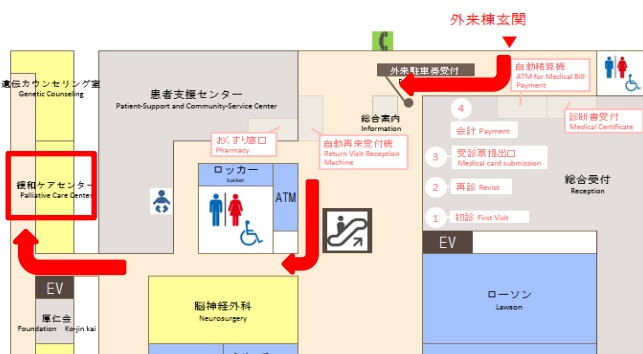 外来棟玄関
外来駐車券受付
自動精算機
ATM for Medical Bill
Payment
遺伝カウンセリング室
Genetic Counseling
患者支援センター
Patient-Support and Community-Service Center
総合案内
Information
4
会計 Payment
診断書受付
Medical Certificate
おくすり窓口
Pharmacy
自動再来受付機
Return Visit Reception
Machine
3
受診票提出口
Medical card submission
ロッカー
Locker
ATM
緩和ケアセンター
Palliative Care Center
2
再診 Revist
総合受付
Reception
1
初診 First Visit
EV
EV
厚仁会
Foundation Kojin kai
脳神経外科
Neurosurgery
ローソン
Lawson